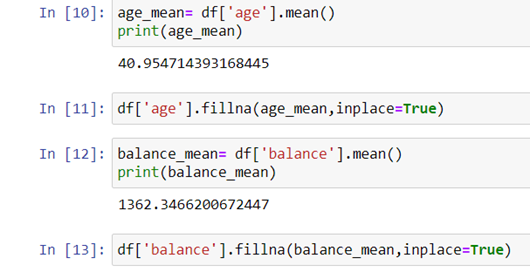 In [10]: age_mean= df['age'].mean()
print(age_mean)
40.954714393168445
In [11]: df['age'].fillna(age_mean,inplace=True)
In [12]: balance_mean= df['balance'].mean()
print(balance_mean)
1362.3466200672447
In [13]: df['balance'].fillna(balance_mean,inplace=True)